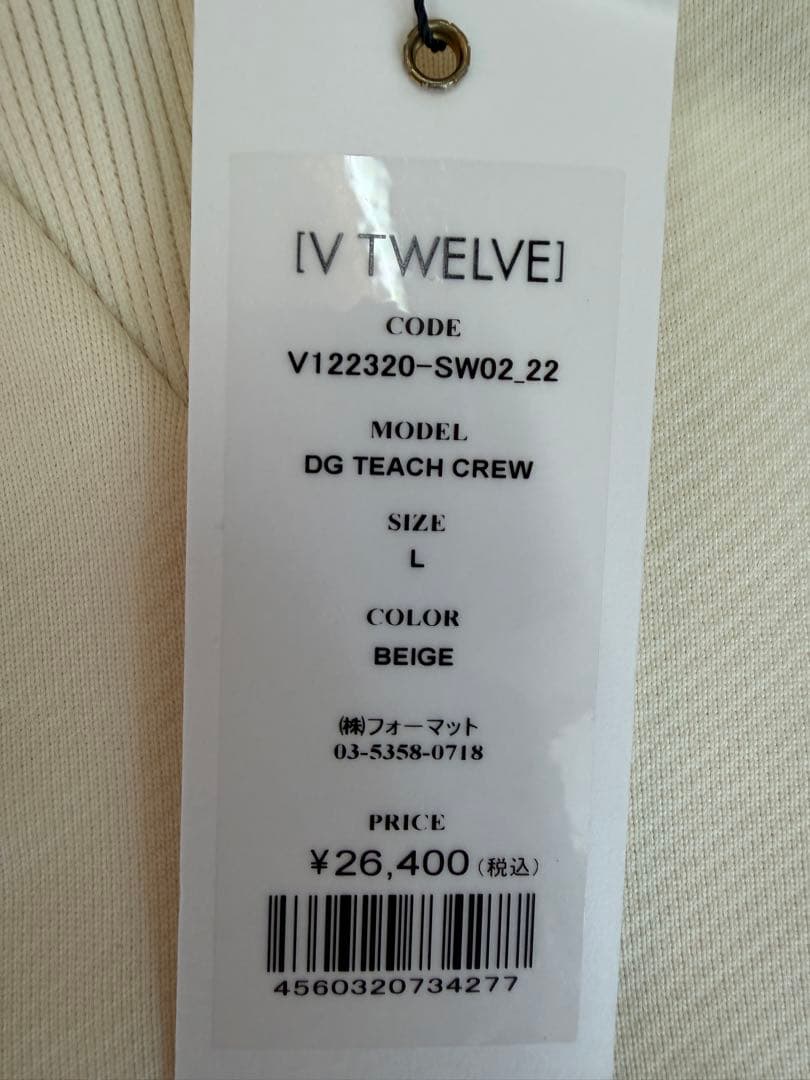 [V TWELVE]
CODE
V122320-SW02_22
MODEL
DG TEACH CREW
SIZE
L
COLOR
BEIGE
㈱フォーマット
03-5358-0718
PRICE
¥26,400(税込)
4560320734277